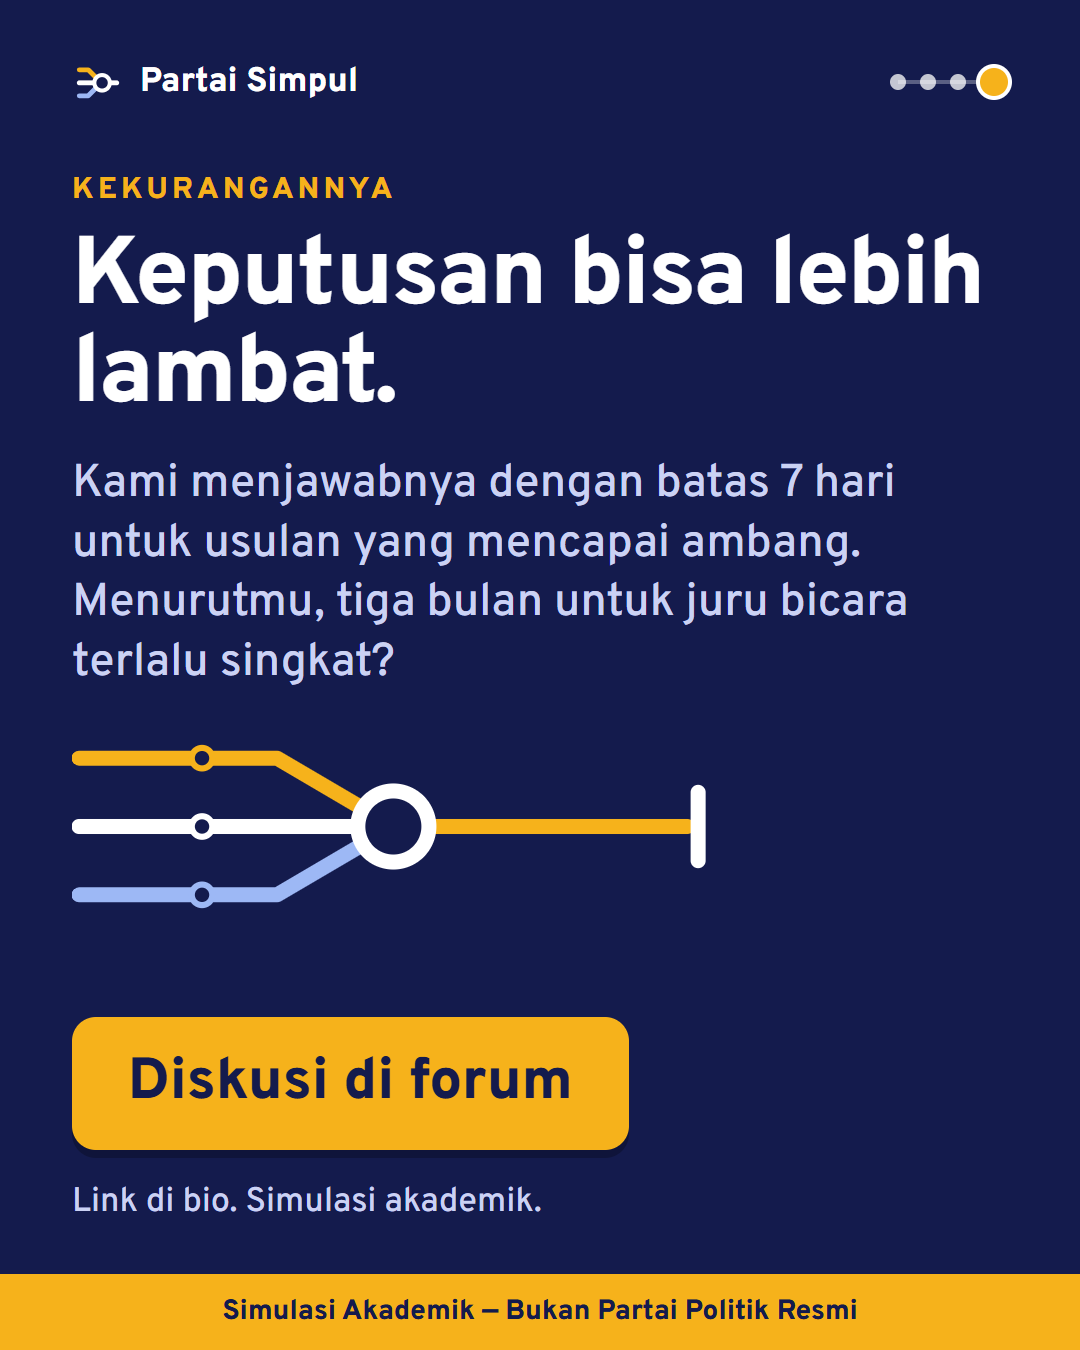 Partai Simpul
KEKURANGANNYA
Keputusan bisa lebih
lambat.
Kami menjawabnya dengan batas 7 hari
untuk usulan yang mencapai ambang.
Menurutmu, tiga bulan untuk juru bicara
terlalu singkat?
Diskusi di forum
Link di bio. Simulasi akademik.
Simulasi Akademik — Bukan Partai Politik Resmi